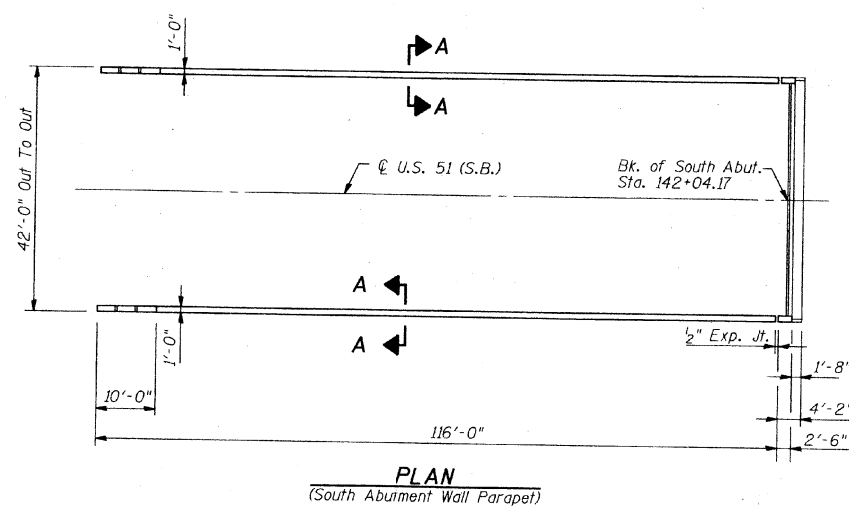 1'-0"
A
A
42'-0" Out To Out
℄ U.S. 51 (S.B.)
Bk. of South Abut.
Sta. 142+04.17
A
A
1'-0"
½" Exp. Jt.
10'-0"
1'-8"
4'-2"
116'-0"
2'-6"
PLAN
(South Abutment Wall Parapet)